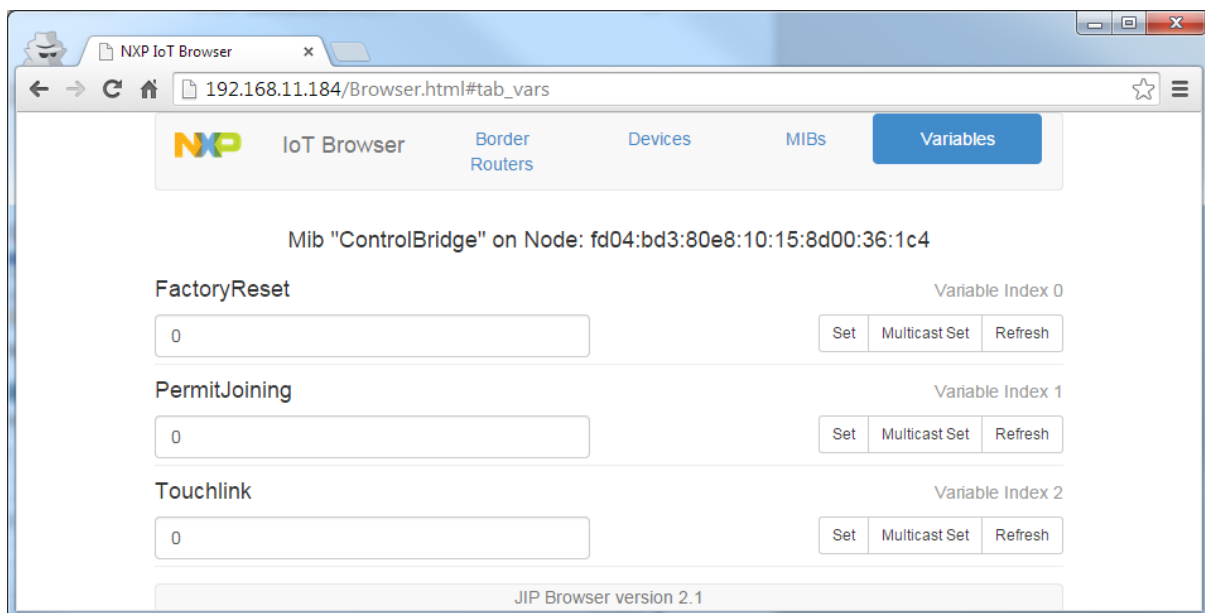 NXP IoT Browser
192.168.11.184/Browser.html#tab_vars
NXP IoT Browser Border Routers Devices MIBs Variables
Mib "ControlBridge" on Node: fd04:bd3:80e8:10:15:8d00:36:1c4
FactoryReset Variable Index 0
0 Set Multicast Set Refresh
PermitJoining Variable Index 1
0 Set Multicast Set Refresh
Touchlink Variable Index 2
0 Set Multicast Set Refresh
JIP Browser version 2.1